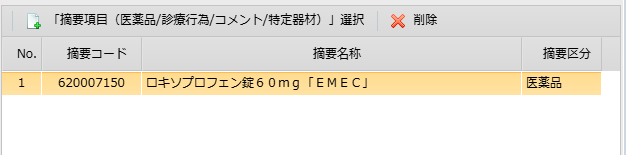 「摘要項目（医薬品/診療行為/コメント/特定器材）」選択 削除
No. 摘要コード 摘要名称 摘要区分
1 620007150 ロキソプロフェン錠６０ｍｇ「ＥＭＥＣ」 医薬品